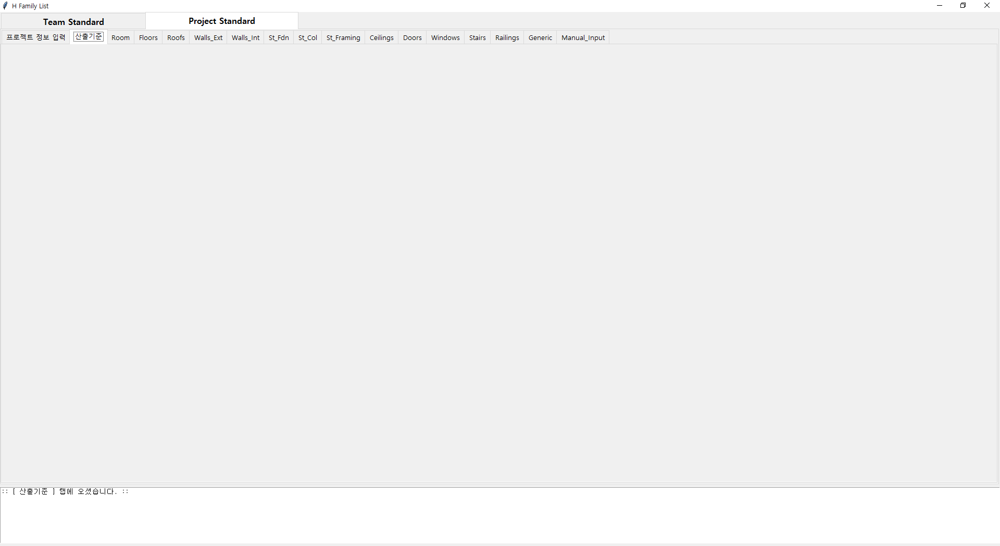 H Family List
Team Standard Project Standard
프로젝트 정보 입력 산출기준 Room Floors Roofs Walls_Ext Walls_Int St_Fdn St_Col St_Framing Ceilings Doors Windows Stairs Railings Generic Manual_Input
:: [ 산출기준 ] 탭에 오셨습니다. ::